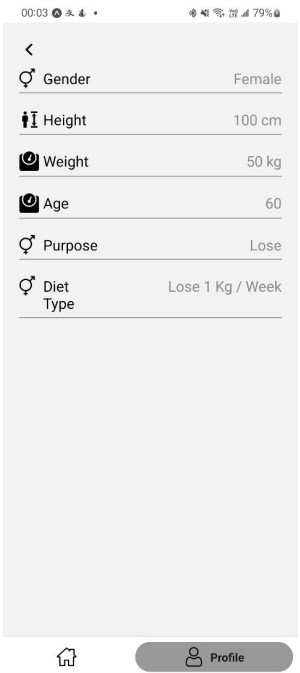 00:03 79%
Gender Female
Height 100 cm
Weight 50 kg
Age 60
Purpose Lose
Diet Lose 1 Kg / Week
Type
Profile